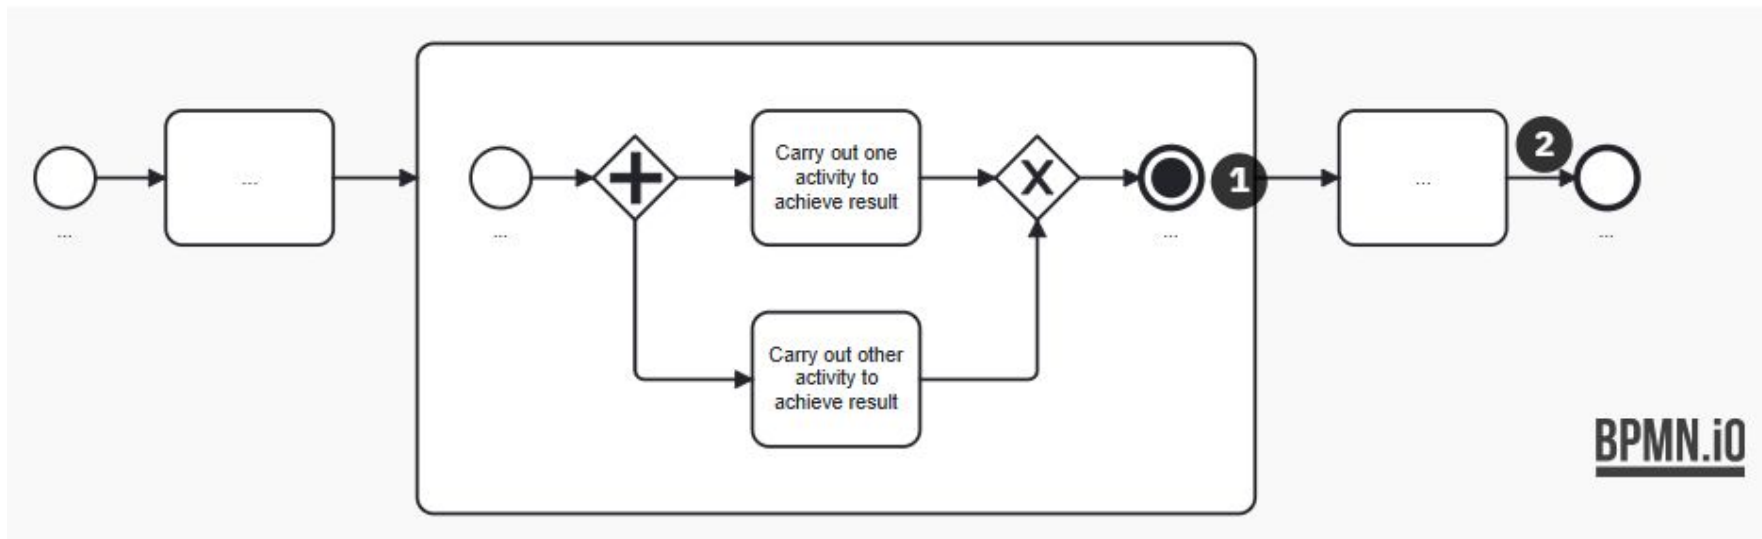 ...
...
...
Carry out one
activity to
achieve result
...
1
...
2
...
Carry out other
activity to
achieve result
BPMN.iO